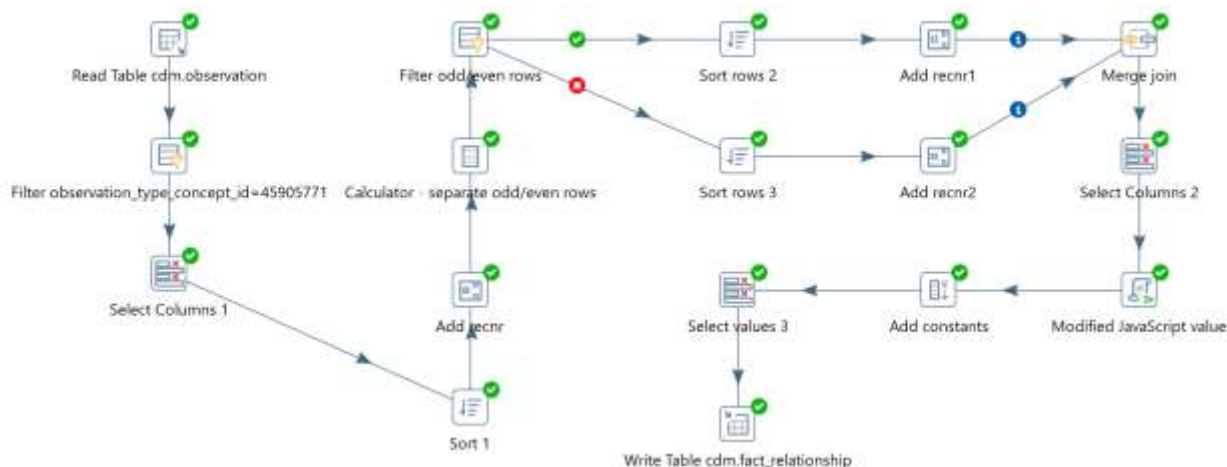 Read Table cdm.observation
Filter odd/even rows
Sort rows 2
Add recnr1
Merge join
Filter observation_type_concept_id=45905771
Calculator - separate odd/even rows
Sort rows 3
Add recnr2
Select Columns 2
Select Columns 1
Add recnr
Select values 3
Add constants
Modified JavaScript value
Sort 1
Write Table cdm.fact_relationship